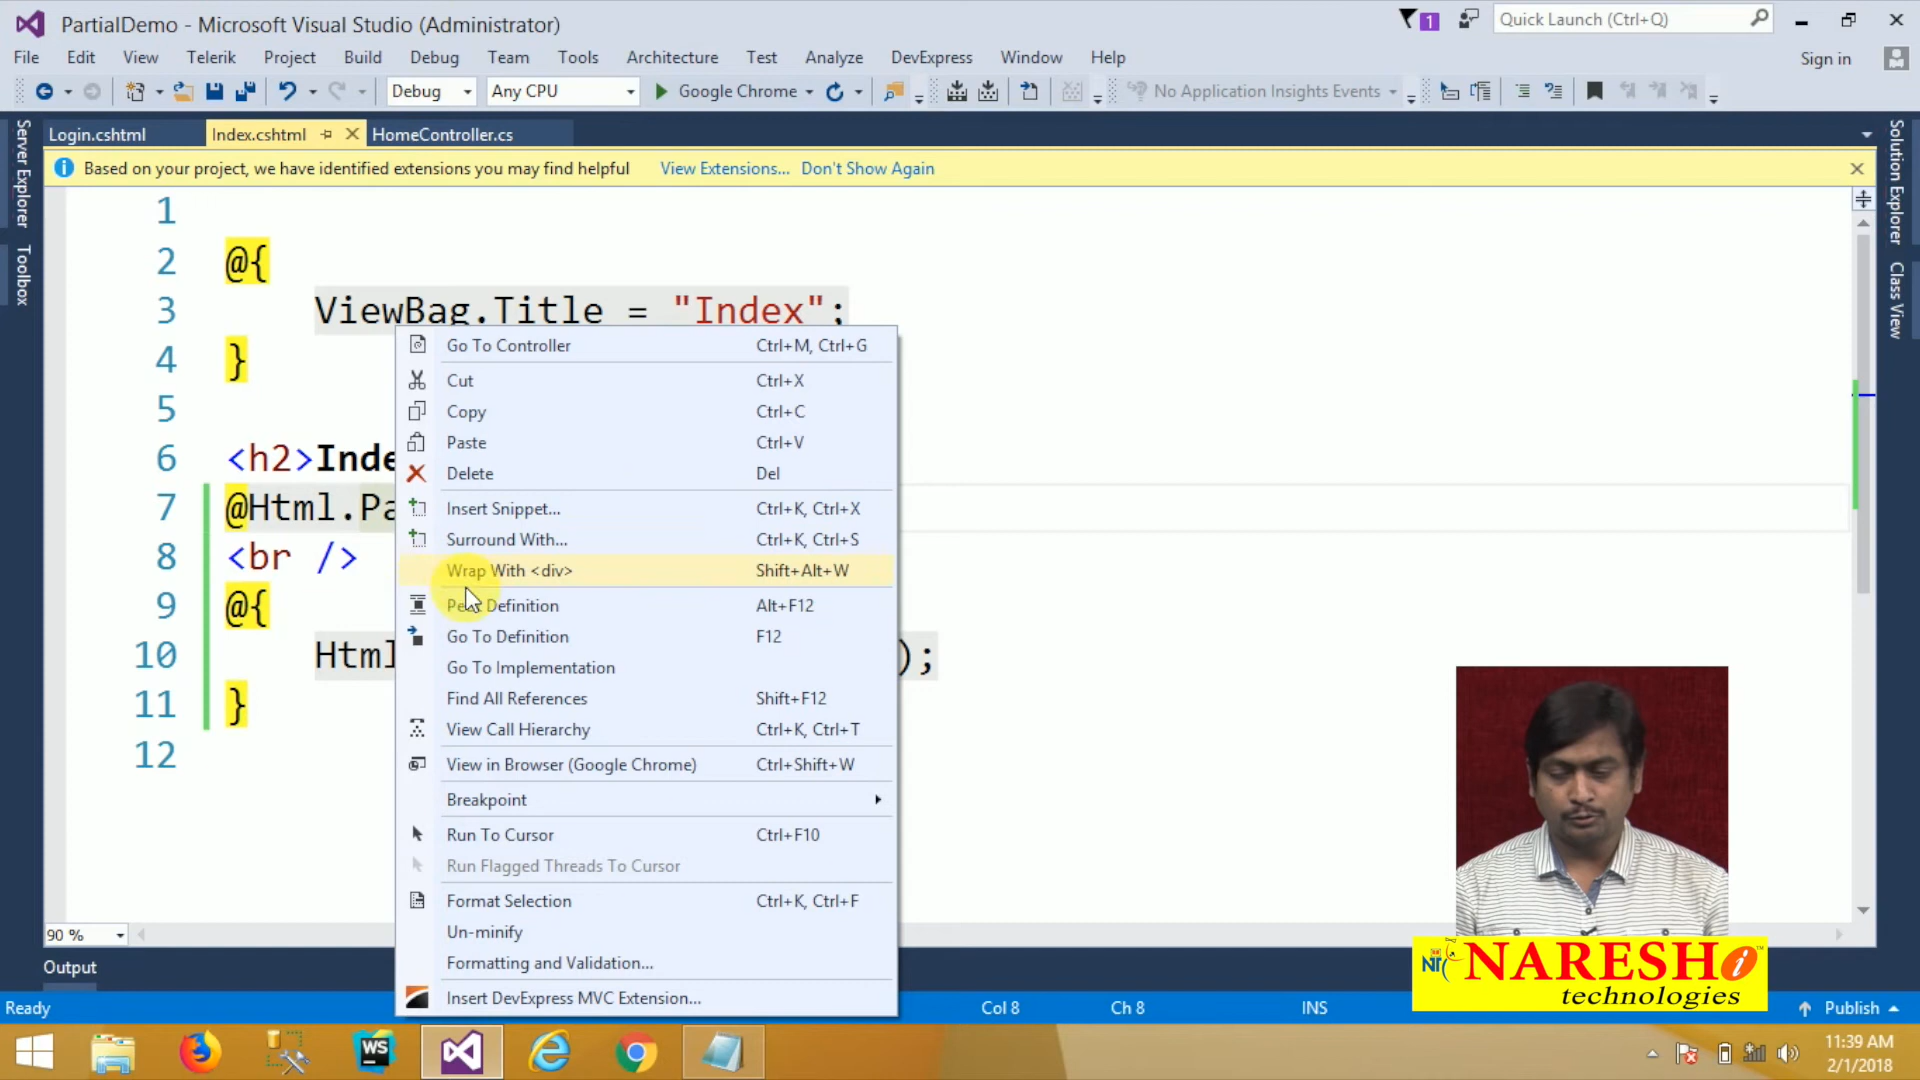 PartialDemo - Microsoft Visual Studio (Administrator)
1
Quick Launch (Ctrl+Q)
File Edit View Telerik Project Build Debug Team Tools Architecture Test Analyze DevExpress Window Help
Sign in
Debug Any CPU Google Chrome No Application Insights Events
Login.cshtml Index.cshtml HomeController.cs
Server Explorer
Toolbox
Solution Explorer
Class View
Based on your project, we have identified extensions you may find helpful View Extensions... Don't Show Again
1
2 @{
3 ViewBag.Title = "Index";
4 }
5
6 <h2>Inde
7 @Html.Pa
8 <br />
9 @{
10 Html );
11 }
12
Go To Controller Ctrl+M, Ctrl+G
Cut Ctrl+X
Copy Ctrl+C
Paste Ctrl+V
Delete Del
Insert Snippet... Ctrl+K, Ctrl+X
Surround With... Ctrl+K, Ctrl+S
Wrap With <div> Shift+Alt+W
Peek Definition Alt+F12
Go To Definition F12
Go To Implementation
Find All References Shift+F12
View Call Hierarchy Ctrl+K, Ctrl+T
View in Browser (Google Chrome) Ctrl+Shift+W
Breakpoint
Run To Cursor Ctrl+F10
Run Flagged Threads To Cursor
Format Selection Ctrl+K, Ctrl+F
Un-minify
Formatting and Validation...
Insert DevExpress MVC Extension...
90 %
Output
Ready Col 8 Ch 8 INS Publish
NARESH i
technologies
WS
11:39 AM
2/1/2018